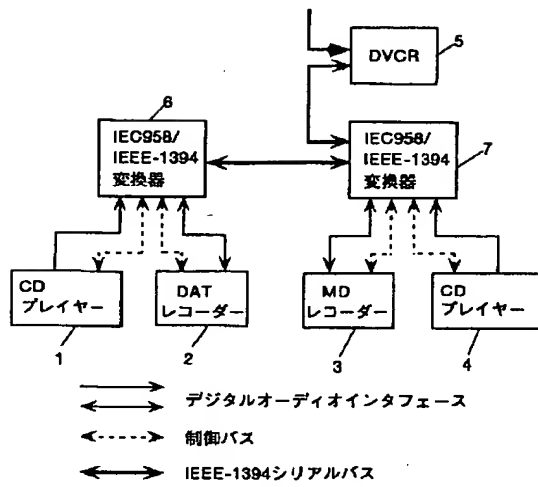 DVCR
5
6
IEC958/
IEEE-1394
変換器
IEC958/
IEEE-1394
変換器
7
CD
プレイヤー
DAT
レコーダー
MD
レコーダー
CD
プレイヤー
1
2
3
4
デジタルオーディオインタフェース
制御バス
IEEE-1394シリアルバス